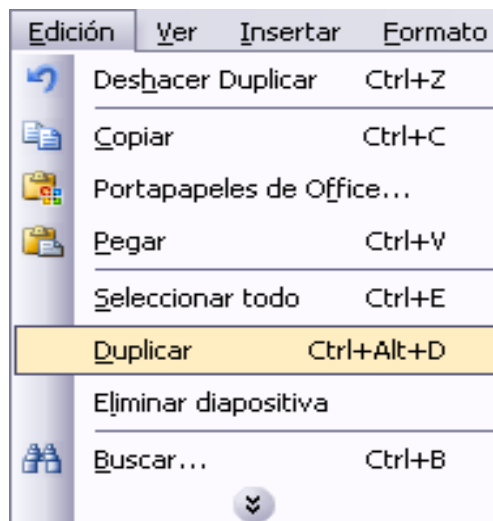 Edición Ver Insertar Formato
Deshacer Duplicar Ctrl+Z
Copiar Ctrl+C
Portapapeles de Office...
Pegar Ctrl+V
Seleccionar todo Ctrl+E
Duplicar Ctrl+Alt+D
Eliminar diapositiva
Buscar... Ctrl+B